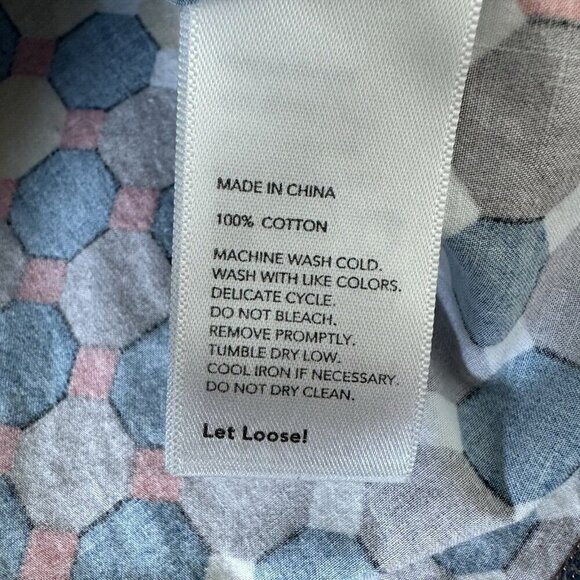 MADE IN CHINA
100% COTTON
MACHINE WASH COLD.
WASH WITH LIKE COLORS.
DELICATE CYCLE.
DO NOT BLEACH.
REMOVE PROMPTLY.
TUMBLE DRY LOW.
COOL IRON IF NECESSARY.
DO NOT DRY CLEAN.
Let Loose!